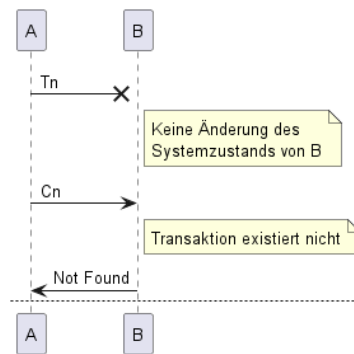 A B
Tn
Keine Änderung des
Systemzustands von B
Cn
Transaktion existiert nicht
Not Found
A B